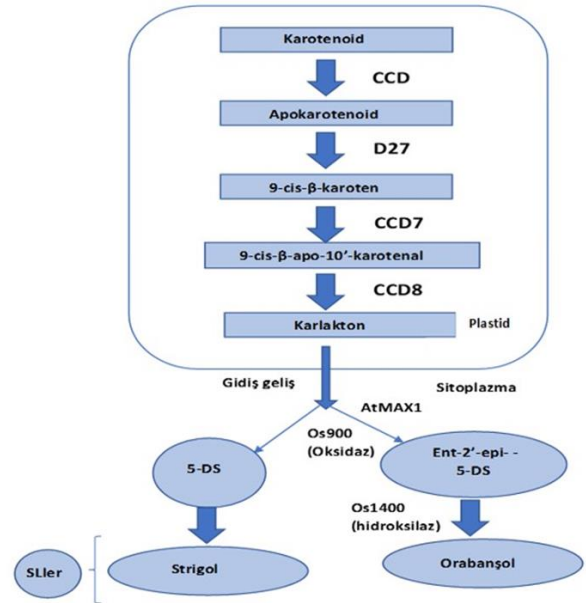 Karotenoid
CCD
Apokarotenoid
D27
9-cis-β-karoten
CCD7
9-cis-β-apo-10’-karotenal
CCD8
Karlakton
Plastid
Gidiş geliş
Sitoplazma
AtMAX1
Os900
(Oksidaz)
5-DS
Ent-2’-epi- -
5-DS
Os1400
(hidroksilaz)
SLler
Strigol
Orabanşol